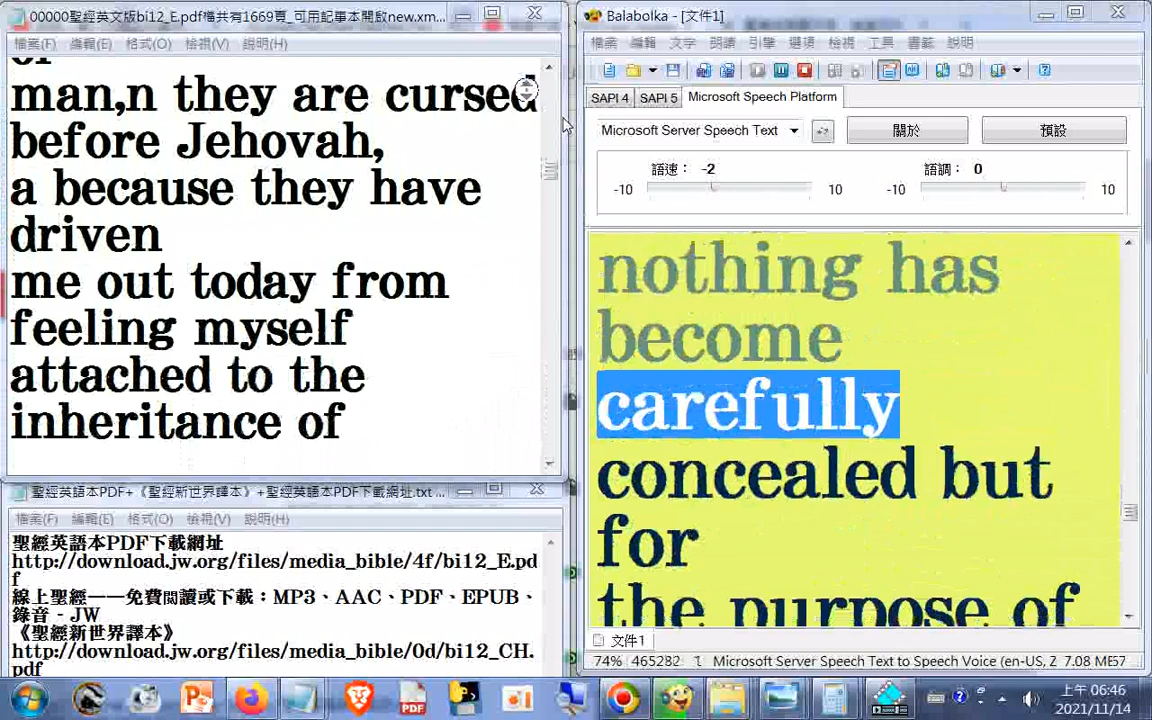 00000聖經英文版bi12_E.pdf檔共有1669頁_可用記事本開啟new.xm...
檔案(F) 編輯(E) 格式(O) 檢視(V) 說明(H)
or
man,n they are cursed
before Jehovah,
a because they have
driven
me out today from
feeling myself
attached to the
inheritance of
聖經英語本PDF+《聖經新世界譯本》+聖經英語本PDF下載網址.txt ...
檔案(F) 編輯(E) 格式(O) 檢視(V) 說明(H)
聖經英語本PDF下載網址
http://download.jw.org/files/media_bible/4f/bi12_E.pd
f
線上聖經——免費閱讀或下載：MP3、AAC、PDF、EPUB、
錄音 - JW
《聖經新世界譯本》
http://download.jw.org/files/media_bible/0d/bi12_CH.
pdf
Balabolka - [文件1]
檔案 編輯 文字 朗讀 引擎 選項 檢視 工具 書籤 說明
SAPI 4 SAPI 5 Microsoft Speech Platform
Microsoft Server Speech Text 關於 預設
語速： -2 語調： 0
-10 10 -10 10
nothing has
become
carefully
concealed but
for
the purpose of
文件1
74% 465282 Microsoft Server Speech Text to Speech Voice (en-US, Z 7.08 ME57
上午 06:46
2021/11/14